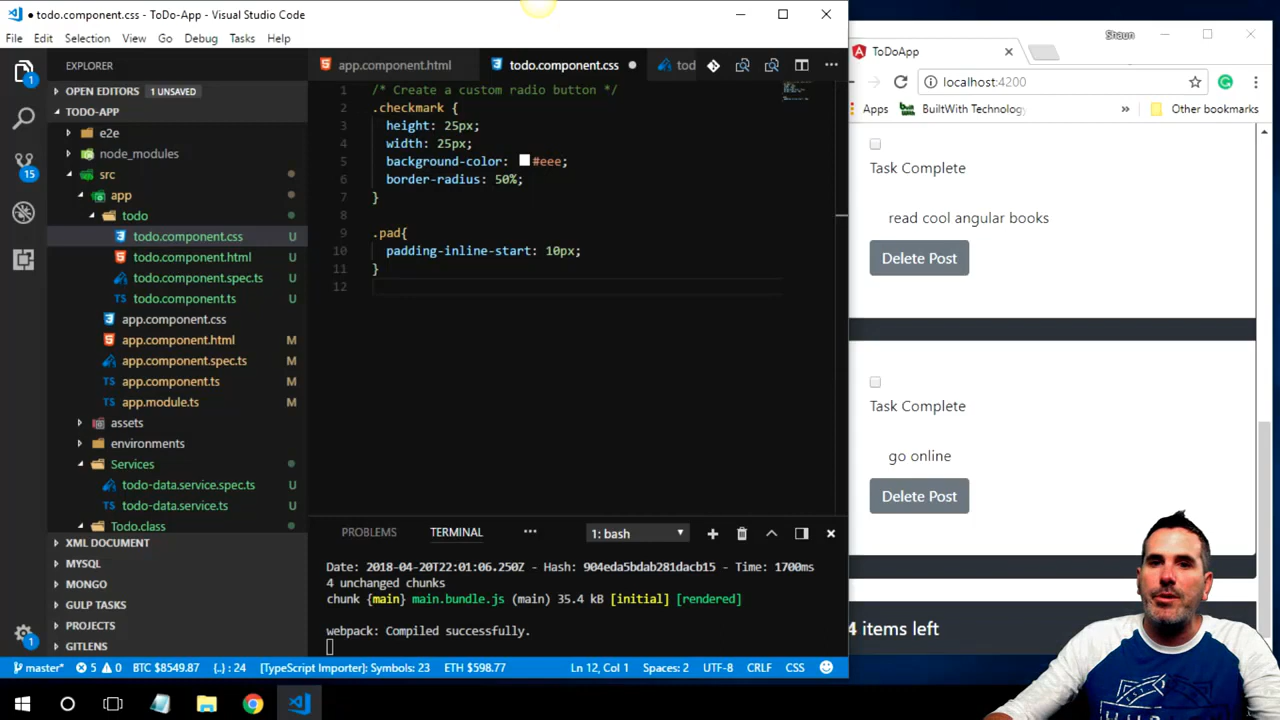 ● todo.component.css - ToDo-App - Visual Studio Code
File Edit Selection View Go Debug Tasks Help
EXPLORER
OPEN EDITORS 1 UNSAVED
TODO-APP
e2e
node_modules
src
app
todo
todo.component.css U
todo.component.html U
todo.component.spec.ts U
todo.component.ts U
app.component.css
app.component.html M
app.component.spec.ts M
app.component.ts M
app.module.ts M
assets
environments
Services
todo-data.service.spec.ts U
todo-data.service.ts U
Todo.class
XML DOCUMENT
MYSQL
MONGO
GULP TASKS
PROJECTS
GITLENS
1
15
1
app.component.html todo.component.css ● tod
1 /* Create a custom radio button */
2 .checkmark {
3 height: 25px;
4 width: 25px;
5 background-color: #eee;
6 border-radius: 50%;
7 }
8
9 .pad{
10 padding-inline-start: 10px;
11 }
12
PROBLEMS TERMINAL ••• 1: bash
Date: 2018-04-20T22:01:06.250Z - Hash: 904eda5bdab281dacb15 - Time: 1700ms
4 unchanged chunks
chunk {main} main.bundle.js (main) 35.4 kB [initial] [rendered]
webpack: Compiled successfully.
master* 5 0 BTC $8549.87 {..} : 24 [TypeScript Importer]: Symbols: 23 ETH $598.77 Ln 12, Col 1 Spaces: 2 UTF-8 CRLF CSS
Shaun
ToDoApp
localhost:4200
Apps BuiltWith Technology » Other bookmarks
Task Complete
read cool angular books
Delete Post
Task Complete
go online
Delete Post
4 items left